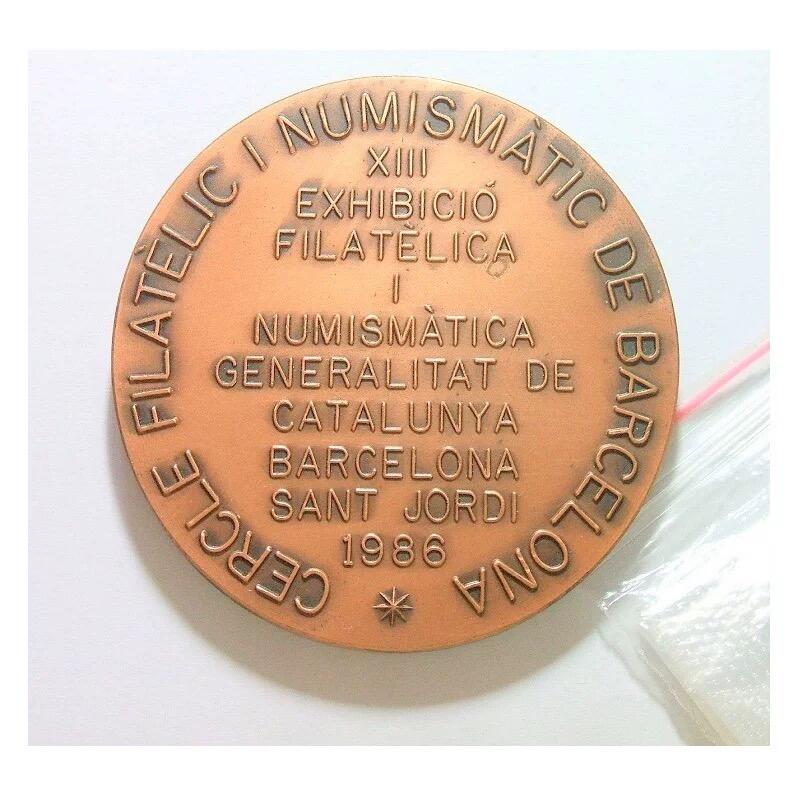 CERCLE FILATÈLIC I NUMISMÀTIC DE BARCELONA
XIII
EXHIBICIÓ
FILATÈLICA
I
NUMISMÀTICA
GENERALITAT DE
CATALUNYA
BARCELONA
SANT JORDI
1986